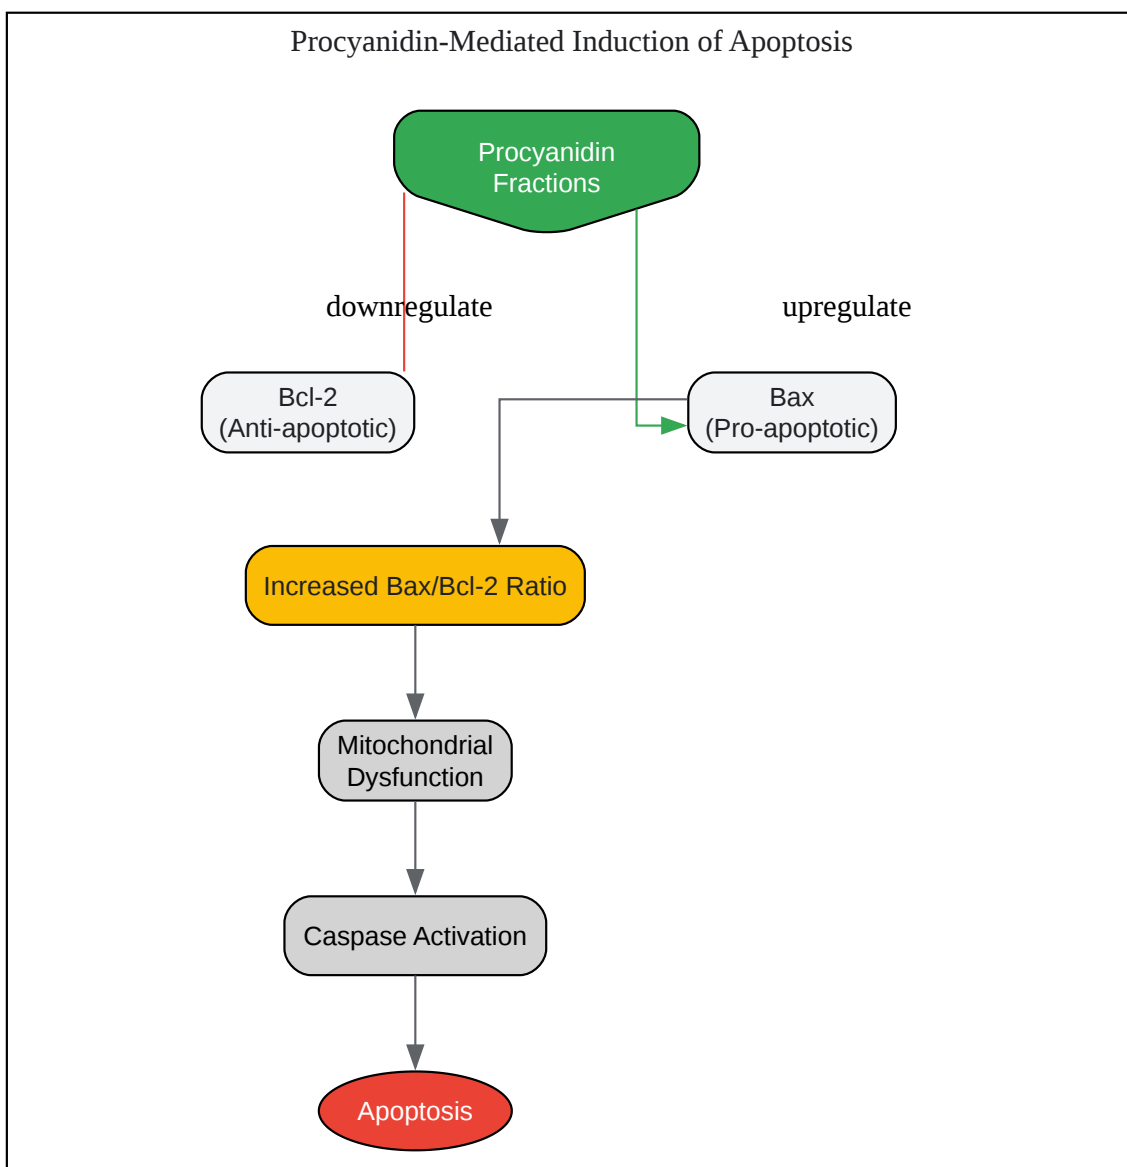 Procyanidin-Mediated Induction of Apoptosis
Procyanidin
Fractions
downregulate
upregulate
Bcl-2
(Anti-apoptotic)
Bax
(Pro-apoptotic)
Increased Bax/Bcl-2 Ratio
Mitochondrial
Dysfunction
Caspase Activation
Apoptosis